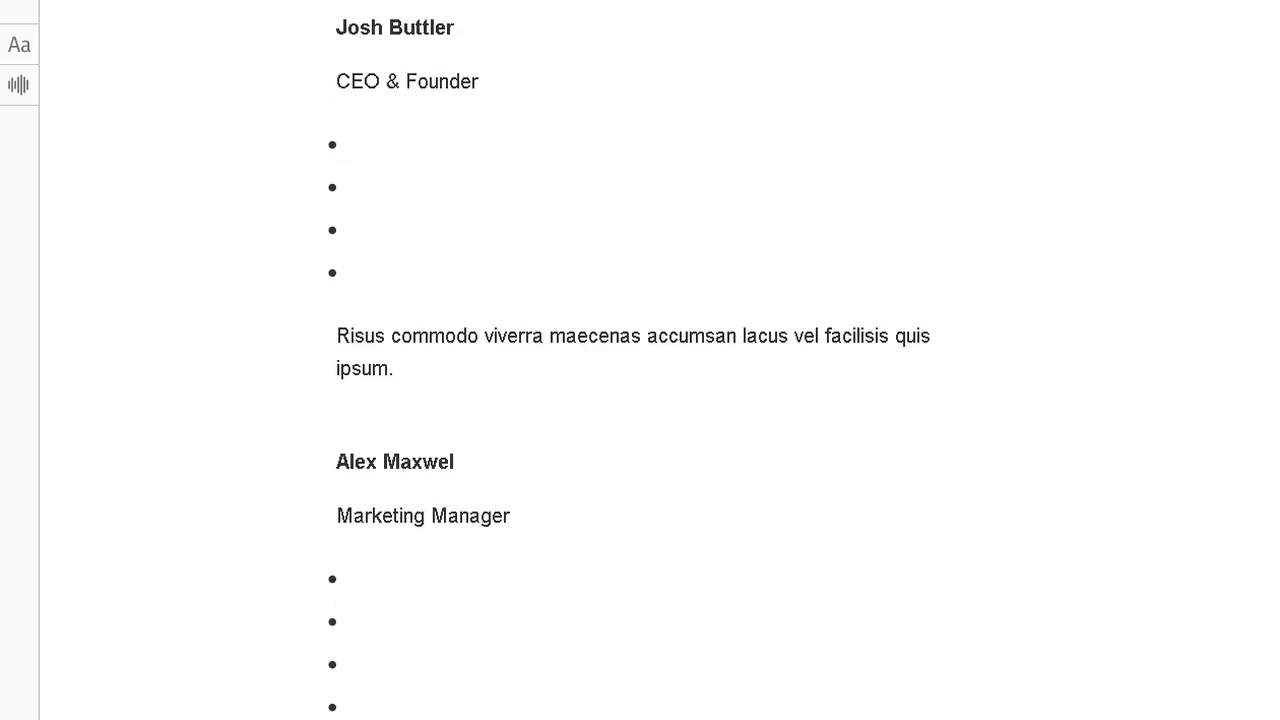 Aa
Josh Buttler
CEO & Founder
•
•
•
•
Risus commodo viverra maecenas accumsan lacus vel facilisis quis
ipsum.
Alex Maxwel
Marketing Manager
•
•
•
•